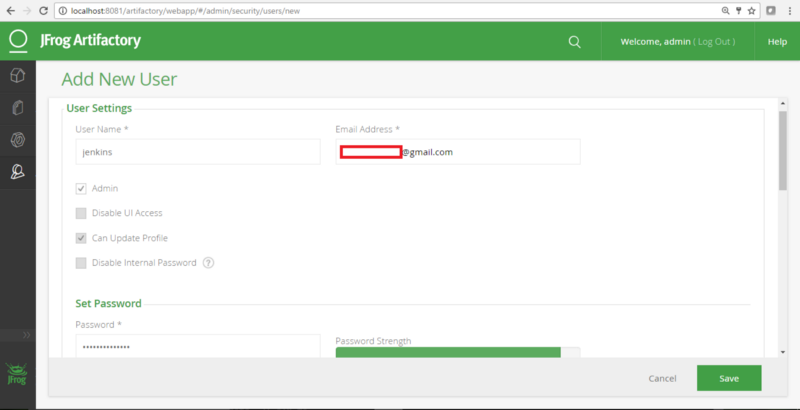 localhost:8081/artifactory/webapp/#/admin/security/users/new
JFrog Artifactory
Welcome, admin ( Log Out )
Help
Add New User
User Settings
User Name *
Email Address *
jenkins
@gmail.com
Admin
Disable UI Access
Can Update Profile
Disable Internal Password ?
Set Password
Password *
Password Strength
••••••••••••••
JFrog
Cancel
Save